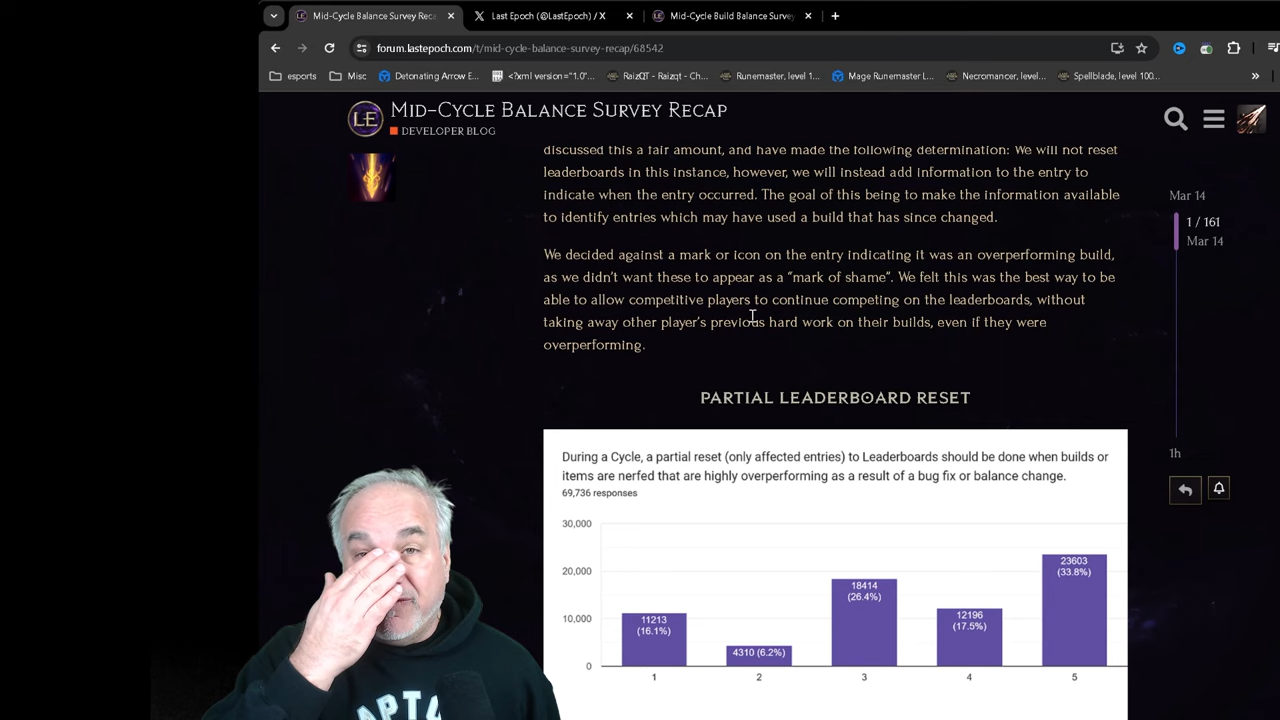 Mid-Cycle Balance Survey Reca
Last Epoch (@LastEpoch) / X
Mid-Cycle Build Balance Survey
forum.lastepoch.com/t/mid-cycle-balance-survey-recap/68542
esports
Misc
Detonating Arrow E...
<?xml version="1.0"...
RaizQT - Raizqt - Ch...
Runemaster, level 1...
Mage Runemaster L...
Necromancer, level...
Spellblade, level 100...
LE
Mid-Cycle Balance Survey Recap
DEVELOPER BLOG
discussed this a fair amount, and have made the following determination: We will not reset
leaderboards in this instance, however, we will instead add information to the entry to
indicate when the entry occurred. The goal of this being to make the information available
to identify entries which may have used a build that has since changed.
We decided against a mark or icon on the entry indicating it was an overperforming build,
as we didn't want these to appear as a “mark of shame”. We felt this was the best way to be
able to allow competitive players to continue competing on the leaderboards, without
taking away other player's previous hard work on their builds, even if they were
overperforming.
Mar 14
1 / 161
Mar 14
1h
PARTIAL LEADERBOARD RESET
During a Cycle, a partial reset (only affected entries) to Leaderboards should be done when builds or
items are nerfed that are highly overperforming as a result of a bug fix or balance change.
69,736 responses
30,000
20,000
10,000
0
11213
(16.1%)
4310 (6.2%)
18414
(26.4%)
12196
(17.5%)
23603
(33.8%)
1
2
3
4
5